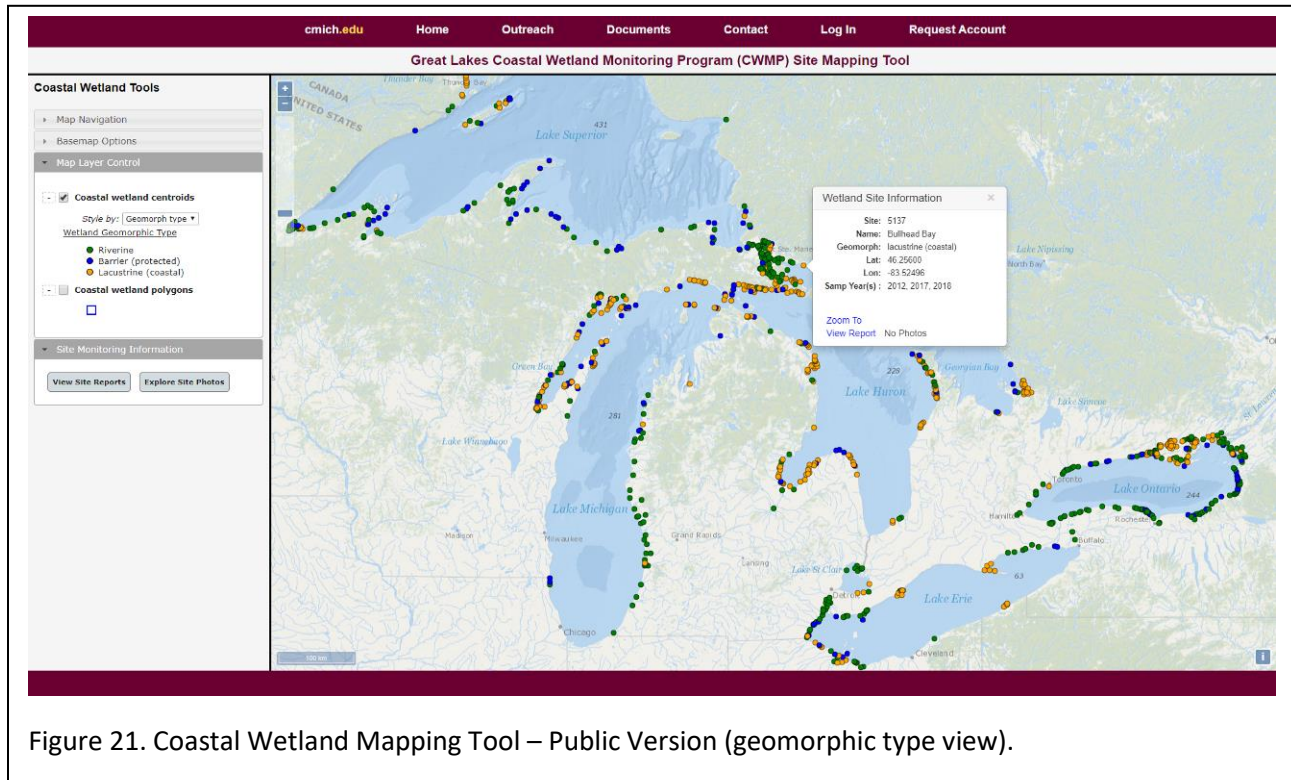 cmich.edu Home Outreach Documents Contact Log In Request Account
Great Lakes Coastal Wetland Monitoring Program (CWMP) Site Mapping Tool
Coastal Wetland Tools
Map Navigation
Basemap Options
Map Layer Control
- Coastal wetland centroids
Style by: Geomorph type
Wetland Geomorphic Type
Riverine
Barrier (protected)
Lacustrine (coastal)
- Coastal wetland polygons
Site Monitoring Information
View Site Reports Explore Site Photos
+
-
CANADA
UNITED STATES
Thunder Bay
Lake Superior
431
Wetland Site Information ×
Site: 5137
Name: Bullhead Bay
Geomorph: lacustrine (coastal)
Lat: 46.25600
Lon: -83.52496
Samp Year(s) : 2012, 2017, 2018
Zoom To
View Report No Photos
Lake Nipissing
North Bay
Green Bay
Georgian Bay
229
Lake Huron
Lake Simcoe
281
Lake Winnebago
Toronto
Lake Ontario
244
Lake Michigan
Hamilton
Rochester
Madison
Milwaukee
Grand Rapids
Lansing
Buffalo
Lake St Clair
63
Detroit
Lake Erie
Chicago
Cleveland
100 km
i
Figure 21. Coastal Wetland Mapping Tool – Public Version (geomorphic type view).